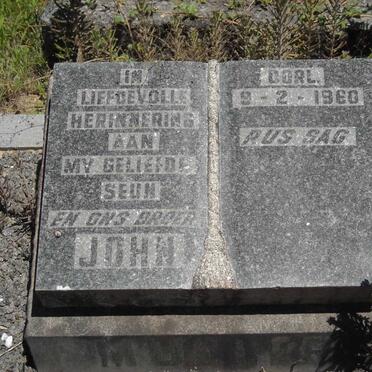 IN
LIEFDEVOLLE
HERINNERING
AAN
MY GELIEFDE
SEUN
EN ONS BROER
JOHN
OORL.
9-2-1960
RUS SAG